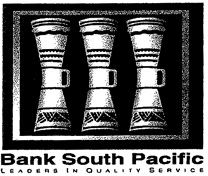 Bank South Pacific
LEADERS IN QUALITY SERVICE